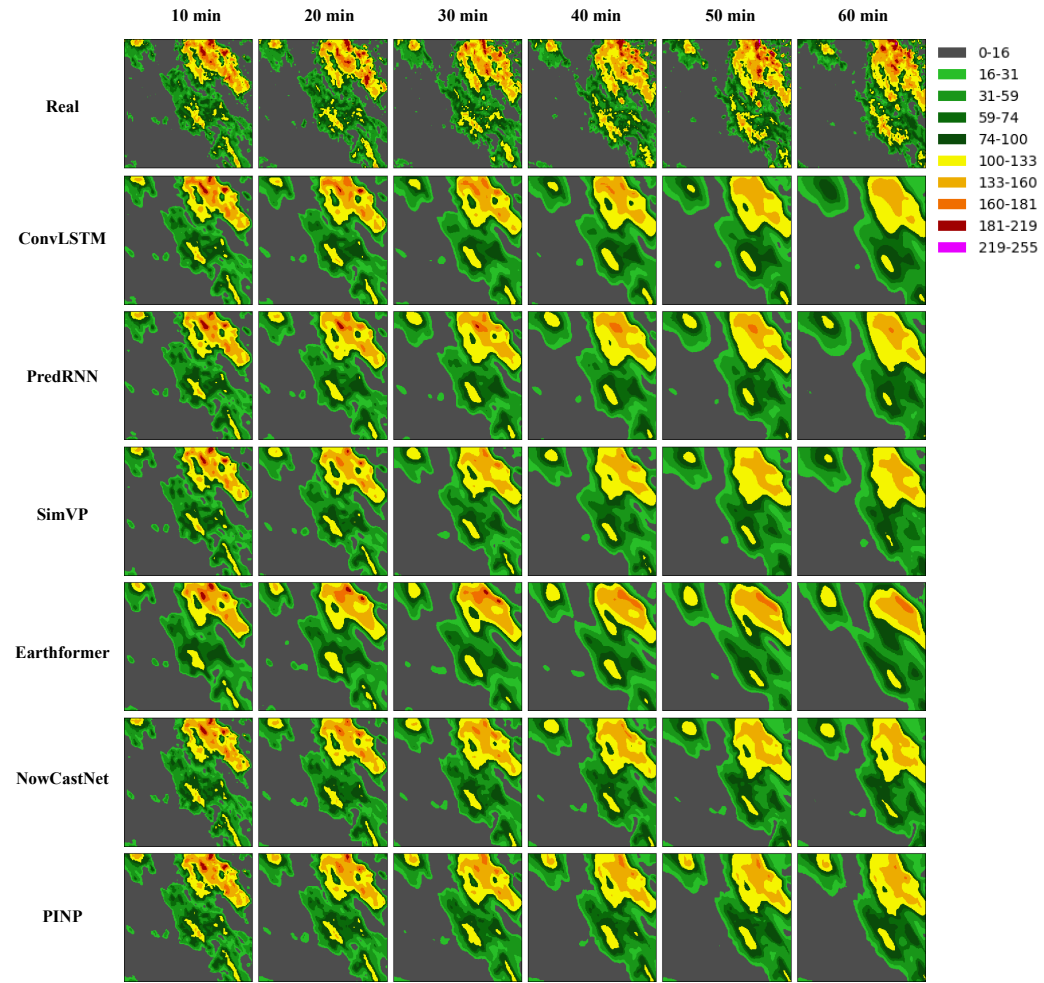 10 min 20 min 30 min 40 min 50 min 60 min
Real
ConvLSTM
PredRNN
SimVP
Earthformer
NowCastNet
PINP
0-16
16-31
31-59
59-74
74-100
100-133
133-160
160-181
181-219
219-255